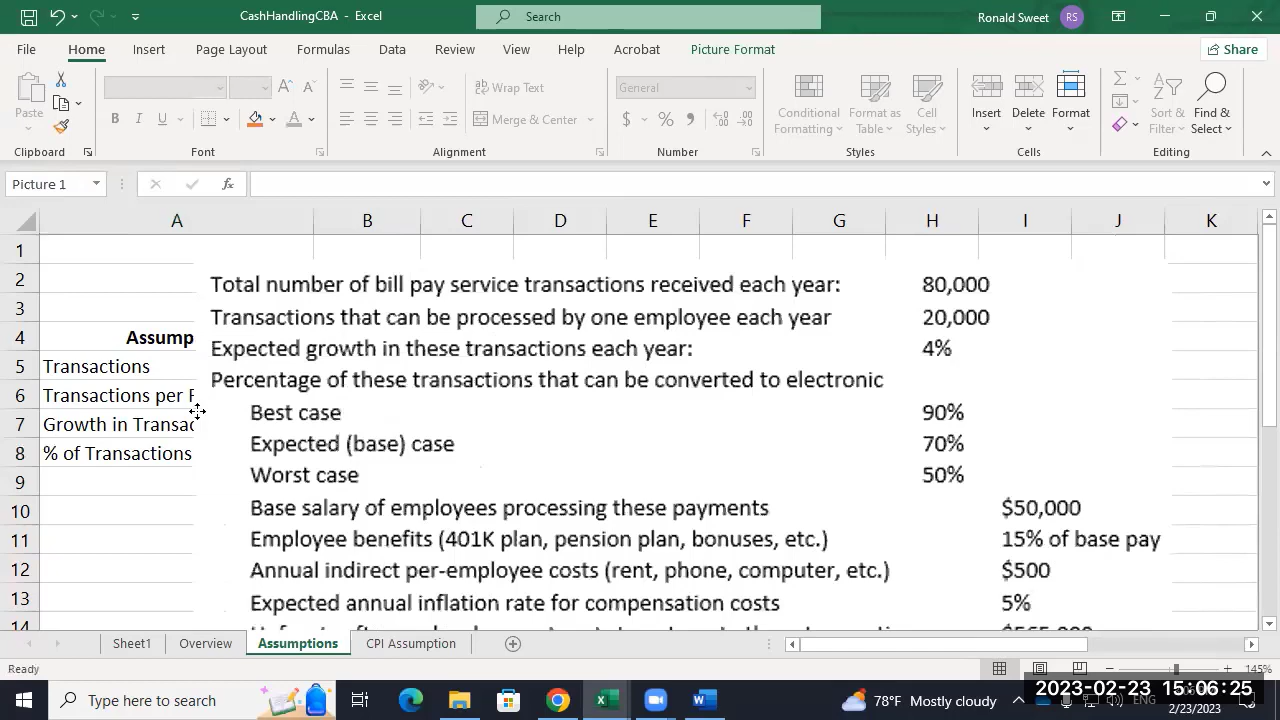 CashHandlingCBA - Excel
Search
Ronald Sweet RS
File Home Insert Page Layout Formulas Data Review View Help Acrobat Picture Format Share
Paste
Wrap Text
General
Merge & Center
Conditional Formatting
Format as Table
Cell Styles
Insert Delete Format
Sort & Filter
Find & Select
Clipboard Font Alignment Number Styles Cells Editing
Picture 1 fx
A B C D E F G H I J K
1
2 Total number of bill pay service transactions received each year: 80,000
3 Transactions that can be processed by one employee each year 20,000
4 Assump Expected growth in these transactions each year: 4%
5 Transactions Percentage of these transactions that can be converted to electronic
6 Transactions per Best case 90%
7 Growth in Transac Expected (base) case 70%
8 % of Transactions Worst case 50%
9
10 Base salary of employees processing these payments $50,000
11 Employee benefits (401K plan, pension plan, bonuses, etc.) 15% of base pay
12 Annual indirect per-employee costs (rent, phone, computer, etc.) $500
13 Expected annual inflation rate for compensation costs 5%
14
Sheet1 Overview Assumptions CPI Assumption
Ready 145%
Type here to search
78°F Mostly cloudy
ENG
2023-02-23 15:06:25
2/23/2023